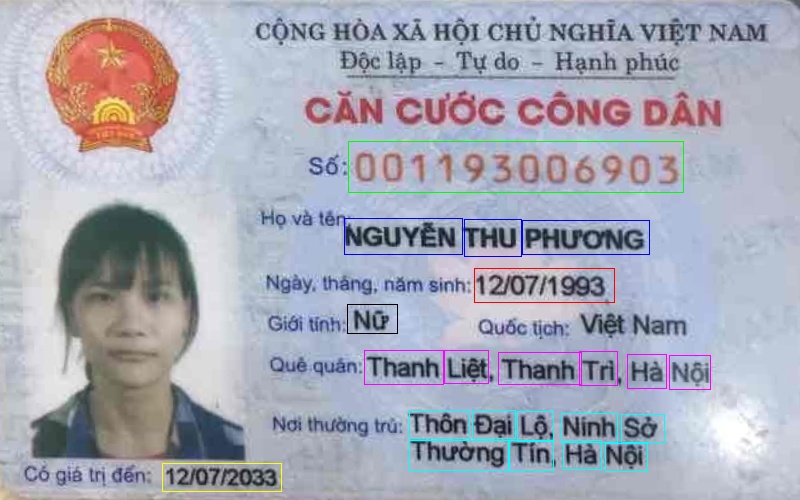 CỘNG HÒA XÃ HỘI CHỦ NGHĨA VIỆT NAM
Độc lập - Tự do - Hạnh phúc
CĂN CƯỚC CÔNG DÂN
Số: 001193006903
Họ và tên:
NGUYỄN THU PHƯƠNG
Ngày, tháng, năm sinh: 12/07/1993
Giới tính: Nữ Quốc tịch: Việt Nam
Quê quán: Thanh Liệt, Thanh Trì, Hà Nội
Nơi thường trú: Thôn Đại Lộ, Ninh Sở
Thường Tín, Hà Nội
Có giá trị đến: 12/07/2033